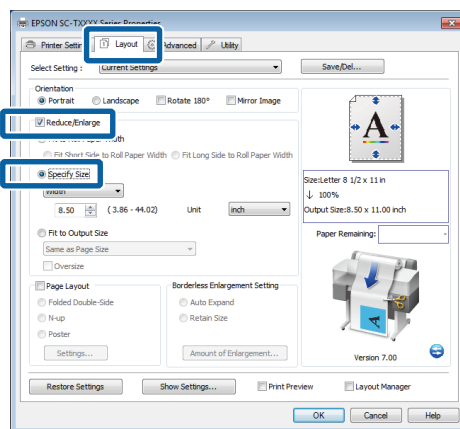 EPSON SC-TXXXX Series Properties
Printer Settin Layout Advanced Utility
Select Setting : Current Settings Save/Del...
Orientation
Portrait Landscape Rotate 180° Mirror Image
Reduce/Enlarge
Fit to Roll Paper Width
Fit Short Side to Roll Paper Width Fit Long Side to Roll Paper Width
Specify Size
Width
8.50 ( 3.86 - 44.02) Unit inch
Fit to Output Size
Same as Page Size
Oversize
Page Layout
Folded Double-Side
N-up
Poster
Settings...
Borderless Enlargement Setting
Auto Expand
Retain Size
Amount of Enlargement...
A
Size:Letter 8 1/2 x 11 in
↓ 100%
Output Size:8.50 x 11.00 inch
Paper Remaining: -
A
Version 7.00
Restore Settings Show Settings... Print Preview Layout Manager
OK Cancel Help